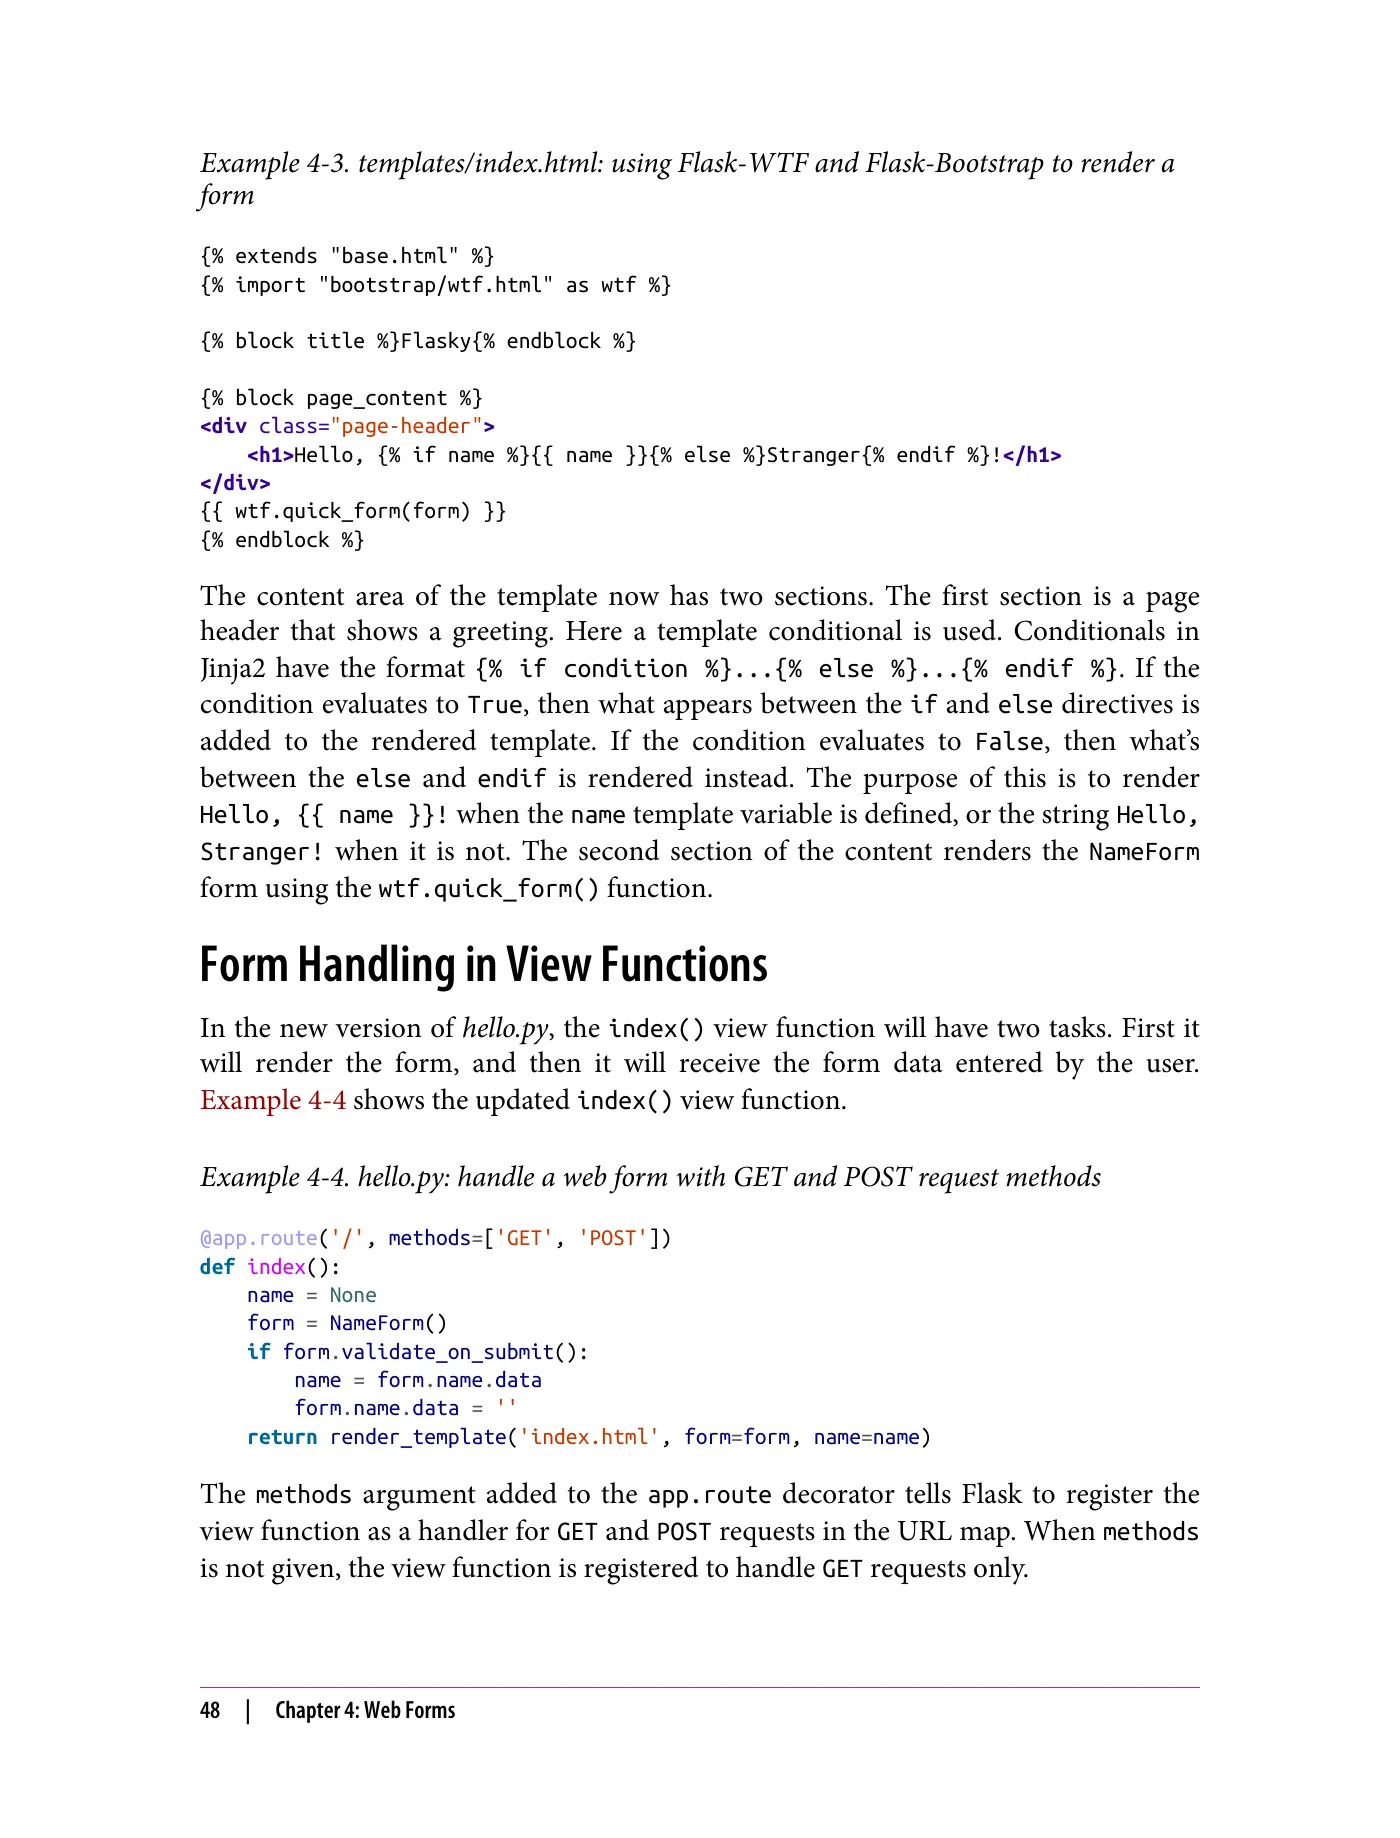 Example 4-3. templates/index.html: using Flask-WTF and Flask-Bootstrap to render a
form
{% extends "base.html" %}
{% import "bootstrap/wtf.html" as wtf %}
{% block title %}Flasky{% endblock %}
{% block page_content %}
<div class="page-header">
    <h1>Hello, {% if name %}{{ name }}{% else %}Stranger{% endif %}!</h1>
</div>
{{ wtf.quick_form(form) }}
{% endblock %}
The content area of the template now has two sections. The first section is a page
header that shows a greeting. Here a template conditional is used. Conditionals in
Jinja2 have the format {% if condition %}...{% else %}...{% endif %}. If the
condition evaluates to True, then what appears between the if and else directives is
added to the rendered template. If the condition evaluates to False, then what’s
between the else and endif is rendered instead. The purpose of this is to render
Hello, {{ name }}! when the name template variable is defined, or the string Hello,
Stranger! when it is not. The second section of the content renders the NameForm
form using the wtf.quick_form() function.
Form Handling in View Functions
In the new version of hello.py, the index() view function will have two tasks. First it
will render the form, and then it will receive the form data entered by the user.
Example 4-4 shows the updated index() view function.
Example 4-4. hello.py: handle a web form with GET and POST request methods
@app.route('/', methods=['GET', 'POST'])
def index():
    name = None
    form = NameForm()
    if form.validate_on_submit():
        name = form.name.data
        form.name.data = ''
    return render_template('index.html', form=form, name=name)
The methods argument added to the app.route decorator tells Flask to register the
view function as a handler for GET and POST requests in the URL map. When methods
is not given, the view function is registered to handle GET requests only.
48 | Chapter 4: Web Forms